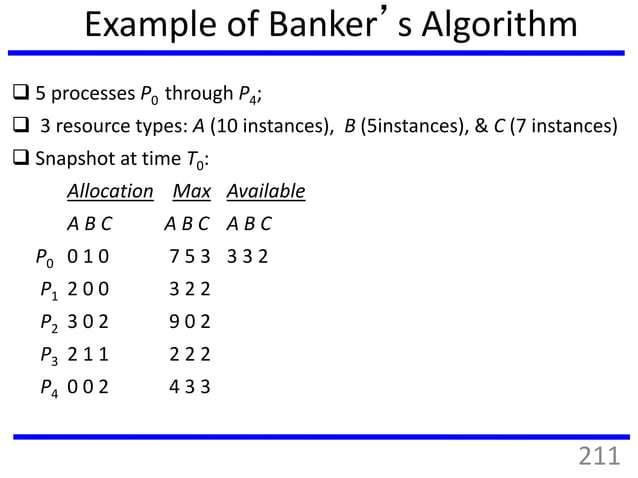 Example of Banker’s Algorithm
❑ 5 processes P0 through P4;
❑ 3 resource types: A (10 instances), B (5instances), & C (7 instances)
❑ Snapshot at time T0:
Allocation Max Available
A B C A B C A B C
P0 0 1 0 7 5 3 3 3 2
P1 2 0 0 3 2 2
P2 3 0 2 9 0 2
P3 2 1 1 2 2 2
P4 0 0 2 4 3 3
211